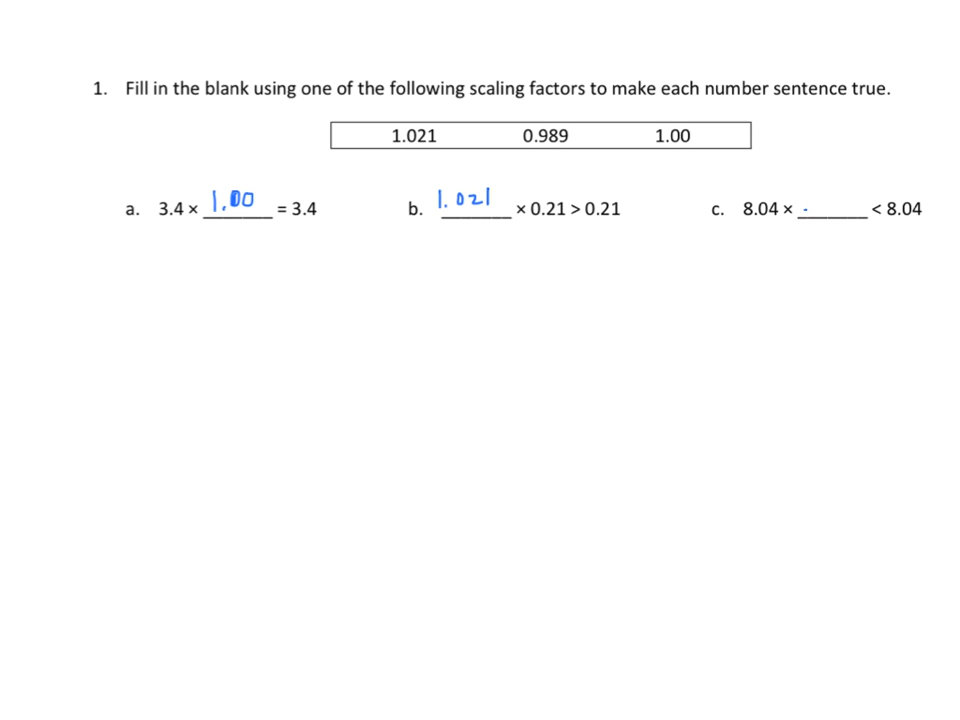 1. Fill in the blank using one of the following scaling factors to make each number sentence true.
1.021 0.989 1.00
a. 3.4 × 1.00 = 3.4 b. 1.021 × 0.21 > 0.21 c. 8.04 × _______ < 8.04